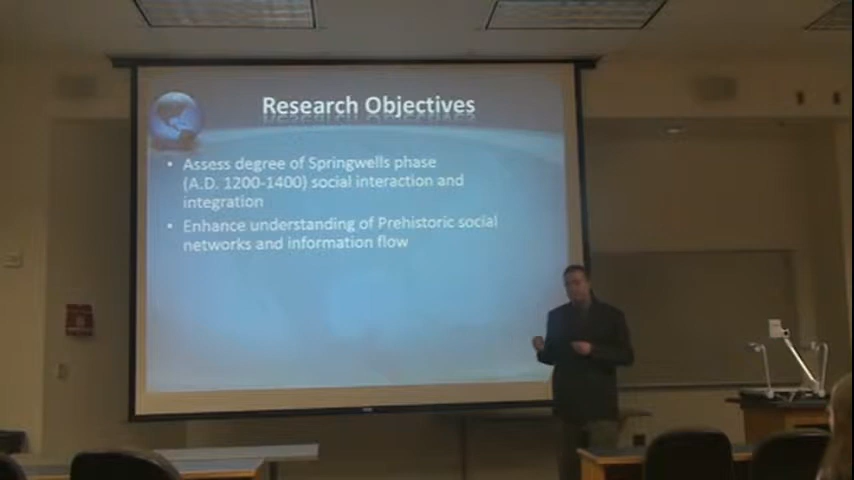 Research Objectives
• Assess degree of Springwells phase
(A.D. 1200-1400) social interaction and
integration
• Enhance understanding of Prehistoric social
networks and information flow